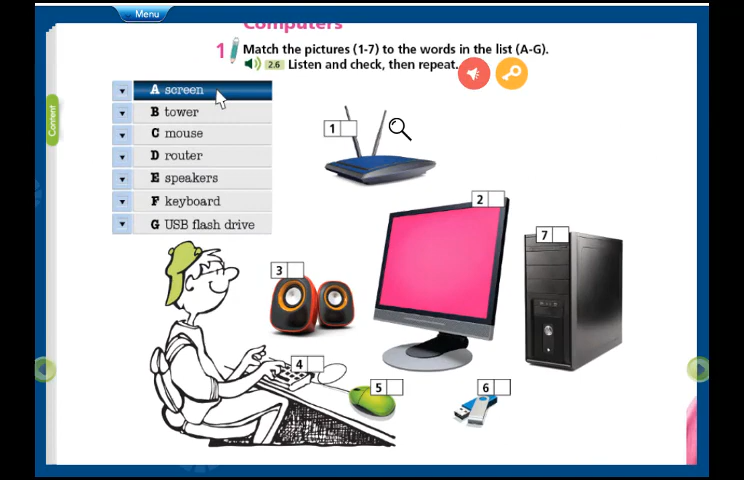 Menu
Computers
1 Match the pictures (1-7) to the words in the list (A-G).
2.6 Listen and check, then repeat.
Content
A screen
B tower
C mouse
D router
E speakers
F keyboard
G USB flash drive
1
2
7
3
4
5
6